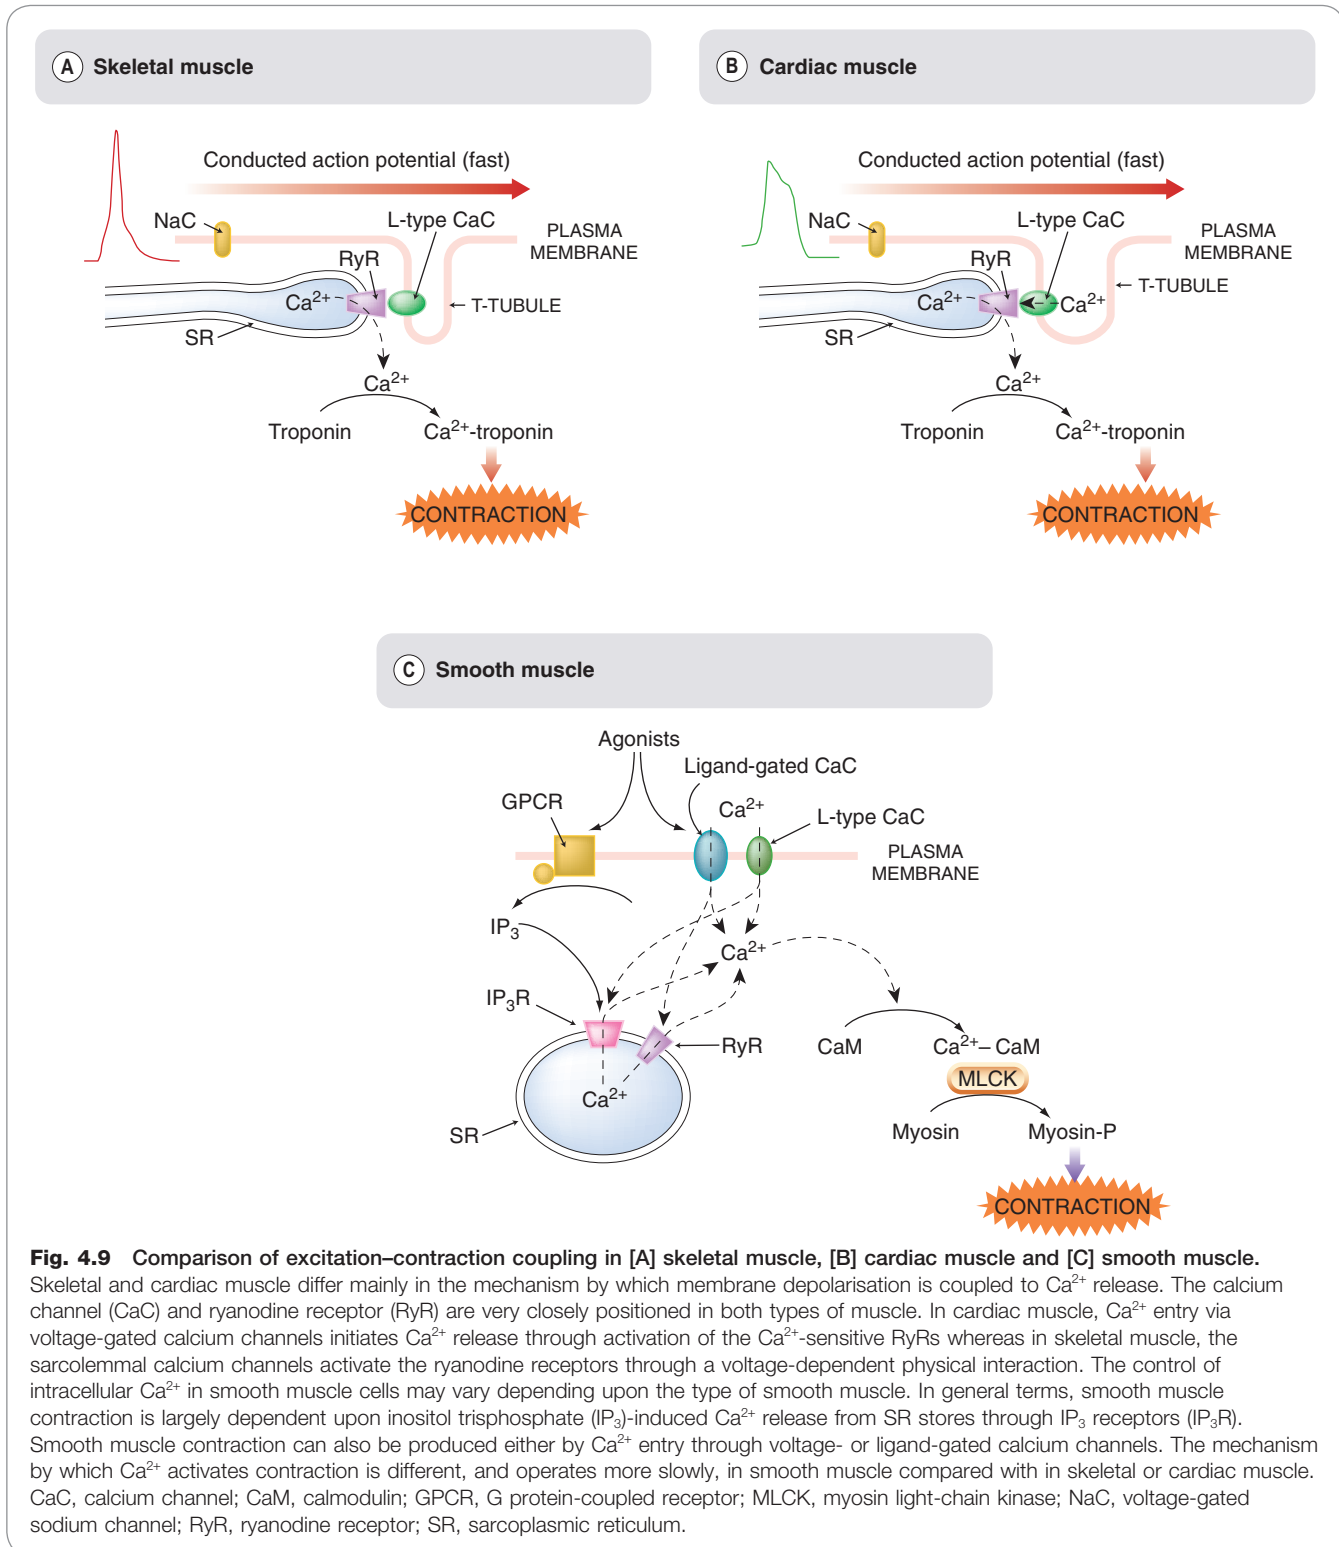 A Skeletal muscle
Conducted action potential (fast)
NaC
L-type CaC
PLASMA
MEMBRANE
RyR
Ca2+
T-TUBULE
SR
Ca2+
Troponin
Ca2+-troponin
CONTRACTION
B Cardiac muscle
Conducted action potential (fast)
NaC
L-type CaC
PLASMA
MEMBRANE
RyR
Ca2+
Ca2+
T-TUBULE
SR
Ca2+
Troponin
Ca2+-troponin
CONTRACTION
C Smooth muscle
Agonists
Ligand-gated CaC
GPCR
Ca2+
L-type CaC
PLASMA
MEMBRANE
IP3
Ca2+
IP3R
RyR
CaM
Ca2+– CaM
MLCK
Ca2+
SR
Myosin
Myosin-P
CONTRACTION
Fig. 4.9 Comparison of excitation–contraction coupling in [A] skeletal muscle, [B] cardiac muscle and [C] smooth muscle.
Skeletal and cardiac muscle differ mainly in the mechanism by which membrane depolarisation is coupled to Ca2+ release. The calcium
channel (CaC) and ryanodine receptor (RyR) are very closely positioned in both types of muscle. In cardiac muscle, Ca2+ entry via
voltage-gated calcium channels initiates Ca2+ release through activation of the Ca2+-sensitive RyRs whereas in skeletal muscle, the
sarcolemmal calcium channels activate the ryanodine receptors through a voltage-dependent physical interaction. The control of
intracellular Ca2+ in smooth muscle cells may vary depending upon the type of smooth muscle. In general terms, smooth muscle
contraction is largely dependent upon inositol trisphosphate (IP3)-induced Ca2+ release from SR stores through IP3 receptors (IP3R).
Smooth muscle contraction can also be produced either by Ca2+ entry through voltage- or ligand-gated calcium channels. The mechanism
by which Ca2+ activates contraction is different, and operates more slowly, in smooth muscle compared with in skeletal or cardiac muscle.
CaC, calcium channel; CaM, calmodulin; GPCR, G protein-coupled receptor; MLCK, myosin light-chain kinase; NaC, voltage-gated
sodium channel; RyR, ryanodine receptor; SR, sarcoplasmic reticulum.